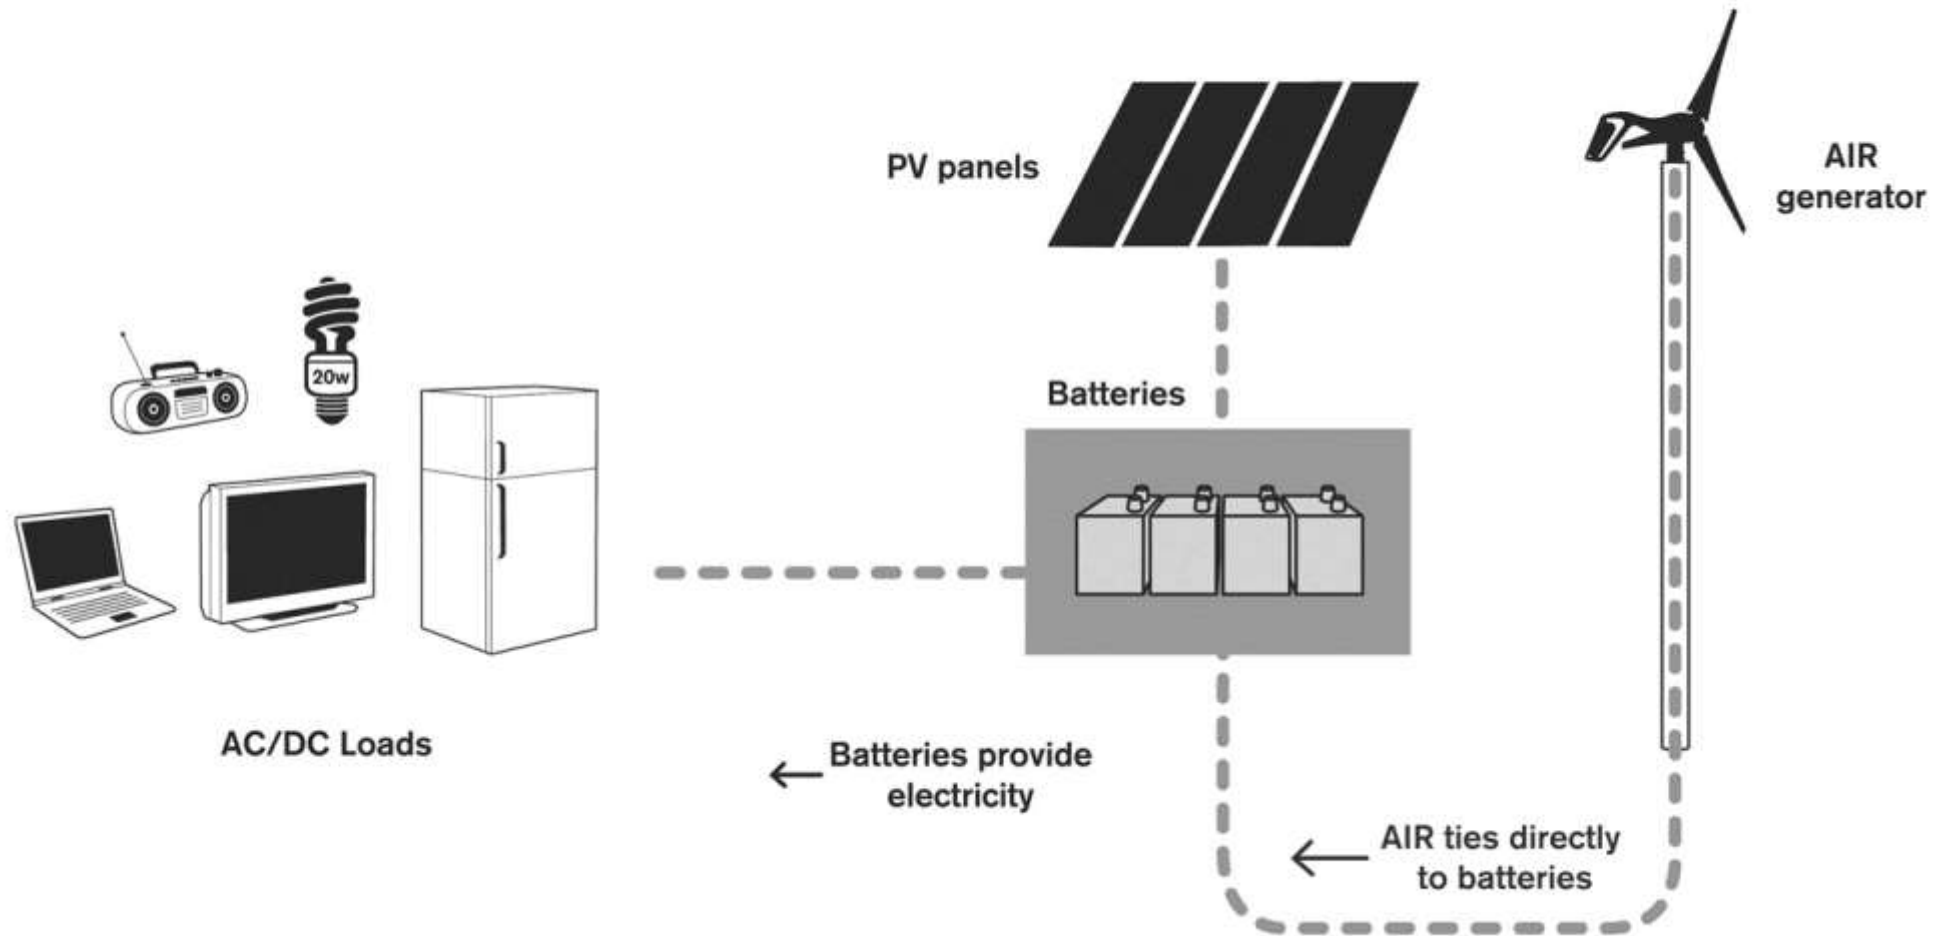 PV panels
AIR
generator
20w
Batteries
AC/DC Loads
Batteries provide
electricity
AIR ties directly
to batteries